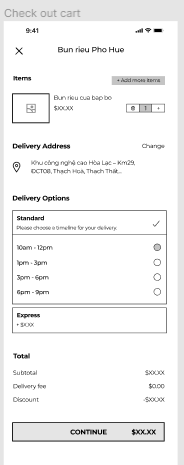 Check out cart
9:41
Bun rieu Pho Hue
Items
+ Add more items
Bun rieu cua bap bo
$XX.XX
1 +
Delivery Address
Change
Khu công nghệ cao Hòa Lạc – Km29,
ĐCT08, Thạch Hoà, Thạch Thất...
Delivery Options
Standard
Please choose a timeline for your delivery.
10am - 12pm
1pm - 3pm
3pm - 6pm
6pm - 9pm
Express
+ $X.XX
Total
Subtotal
$XX.XX
Delivery fee
$0.00
Discount
-$XX.XX
CONTINUE
$XX.XX